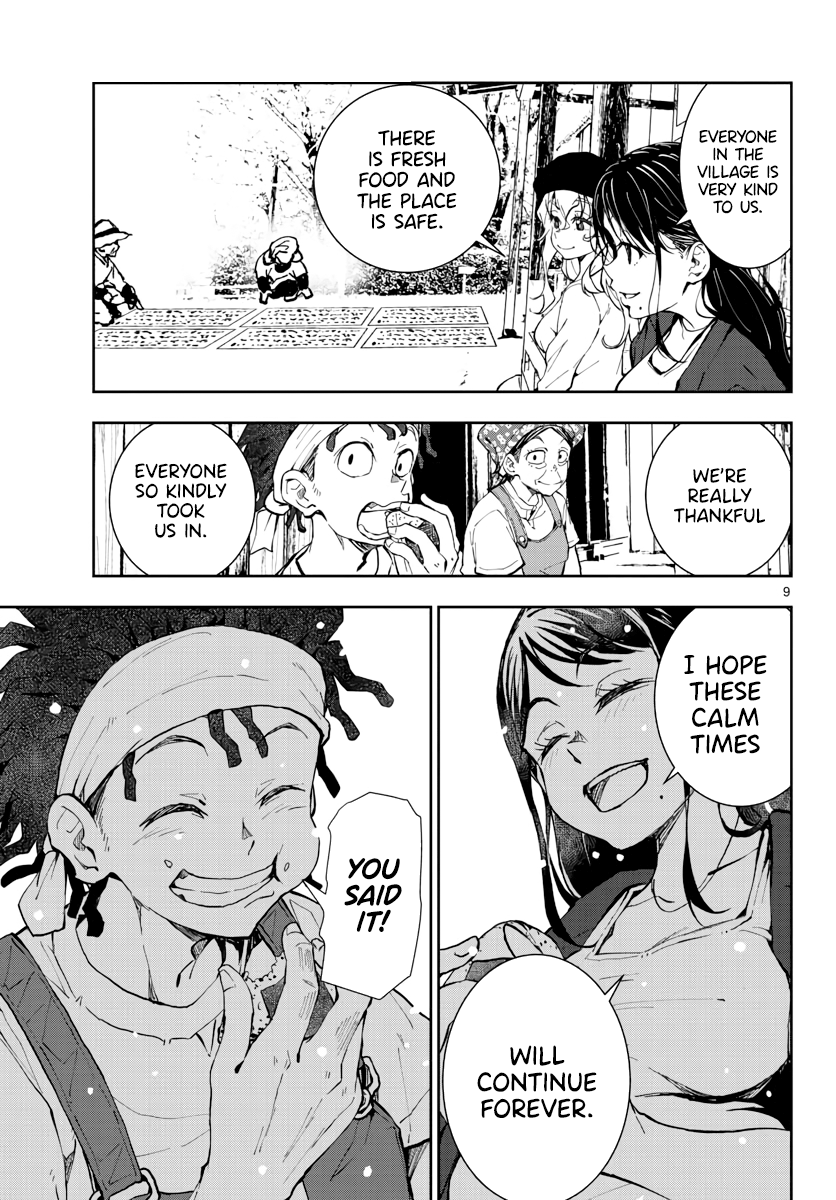 EVERYONE
IN THE
VILLAGE IS
VERY KIND
TO US.
THERE
IS FRESH
FOOD AND
THE PLACE
IS SAFE.
WE'RE
REALLY
THANKFUL
EVERYONE
SO KINDLY
TOOK
US IN.
9
I HOPE
THESE
CALM
TIMES
WILL
CONTINUE
FOREVER.
YOU
SAID
IT!